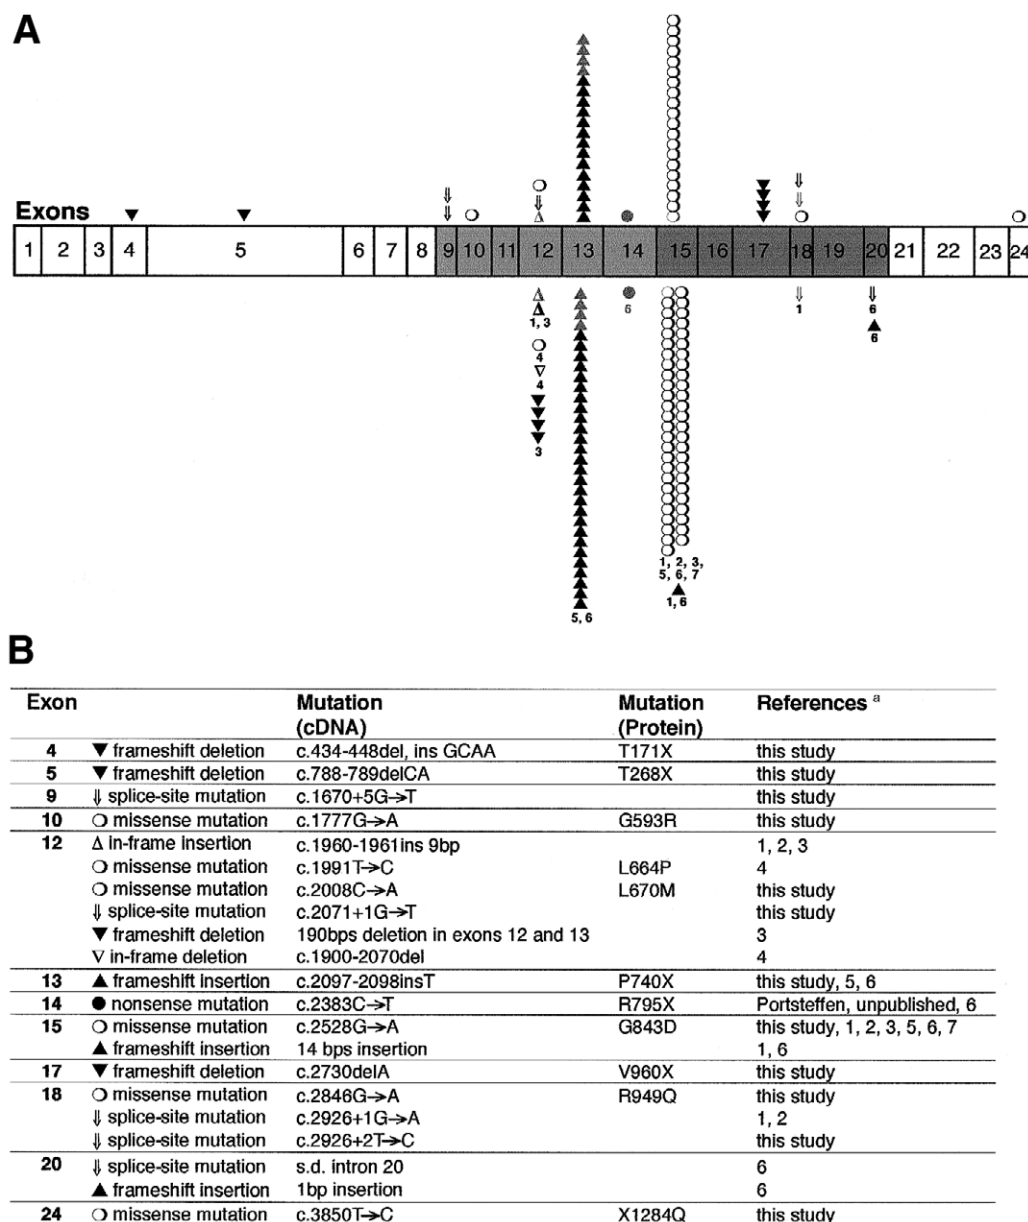 A
Exons
1 2 3 4 5 6 7 8 9 10 11 12 13 14 15 16 17 18 19 20 21 22 23 24
1, 3
4
4
3
5, 6
6
1, 2, 3,
5, 6, 7
1, 6
1
6
6
B
Exon Mutation Mutation References a
(cDNA) (Protein)
4 ▼ frameshift deletion c.434-448del, ins GCAA T171X this study
5 ▼ frameshift deletion c.788-789delCA T268X this study
9 ⇓ splice-site mutation c.1670+5G→T this study
10 ○ missense mutation c.1777G→A G593R this study
12 Δ in-frame insertion c.1960-1961ins 9bp 1, 2, 3
○ missense mutation c.1991T→C L664P 4
○ missense mutation c.2008C→A L670M this study
⇓ splice-site mutation c.2071+1G→T this study
▼ frameshift deletion 190bps deletion in exons 12 and 13 3
∇ in-frame deletion c.1900-2070del 4
13 ▲ frameshift insertion c.2097-2098insT P740X this study, 5, 6
14 ● nonsense mutation c.2383C→T R795X Portsteffen, unpublished, 6
15 ○ missense mutation c.2528G→A G843D this study, 1, 2, 3, 5, 6, 7
▲ frameshift insertion 14 bps insertion 1, 6
17 ▼ frameshift deletion c.2730delA V960X this study
18 ○ missense mutation c.2846G→A R949Q this study
⇓ splice-site mutation c.2926+1G→A 1, 2
⇓ splice-site mutation c.2926+2T→C this study
20 ⇓ splice-site mutation s.d. intron 20 6
▲ frameshift insertion 1bp insertion 6
24 ○ missense mutation c.3850T→C X1284Q this study